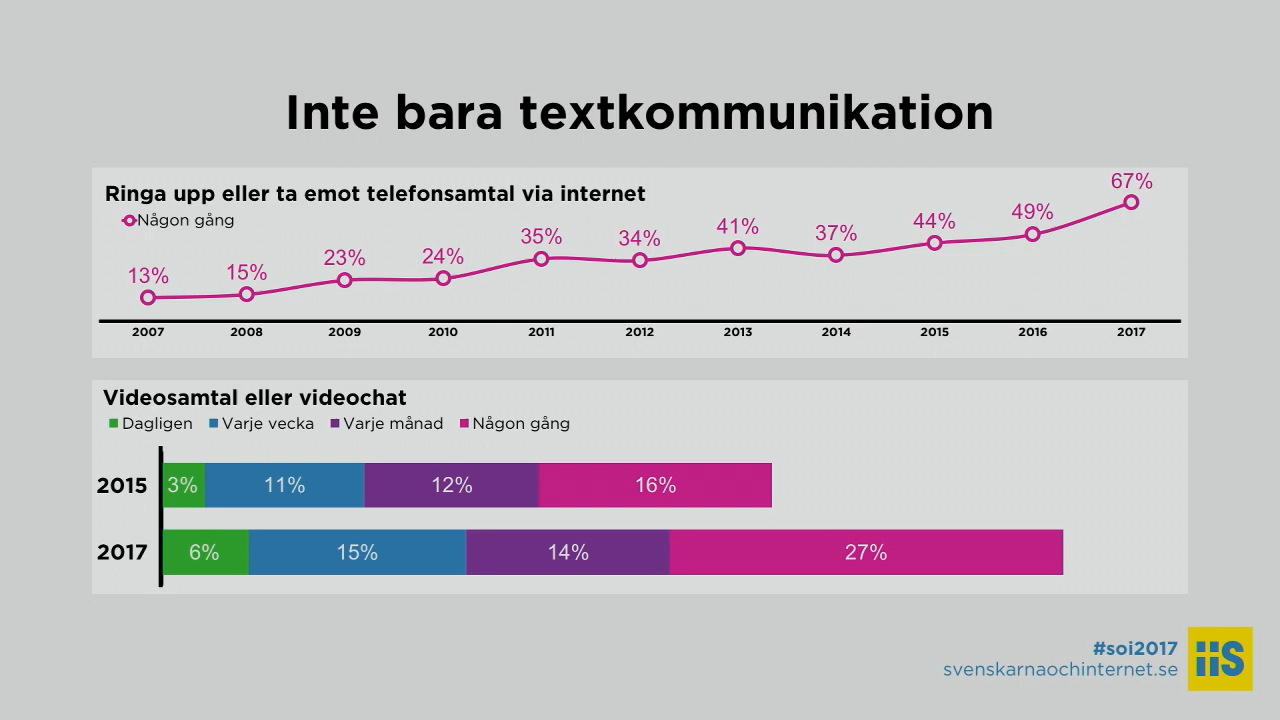 Inte bara textkommunikation
Ringa upp eller ta emot telefonsamtal via internet
Någon gång
13% 15% 23% 24% 35% 34% 41% 37% 44% 49% 67%
2007 2008 2009 2010 2011 2012 2013 2014 2015 2016 2017
Videosamtal eller videochat
Dagligen Varje vecka Varje månad Någon gång
2015 3% 11% 12% 16%
2017 6% 15% 14% 27%
#soi2017
svenskarnaochinternet.se
iis